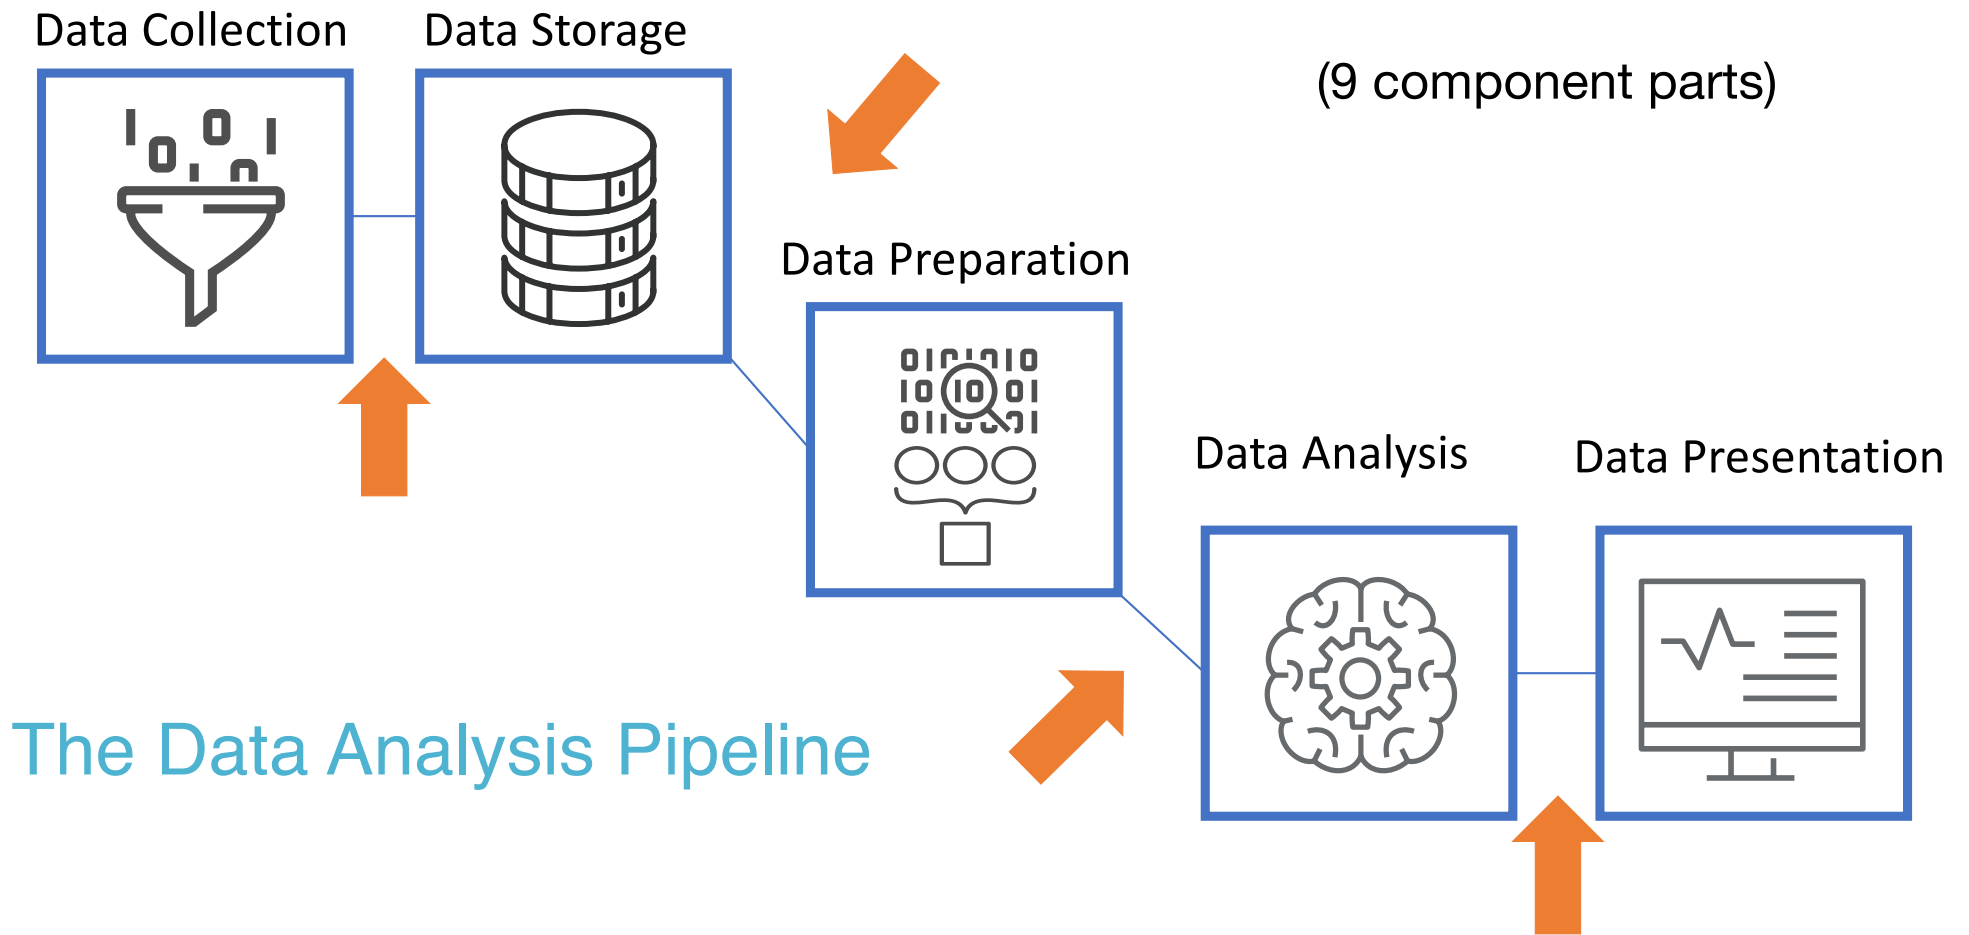 Data Collection
Data Storage
(9 component parts)
Data Preparation
Data Analysis
Data Presentation
The Data Analysis Pipeline